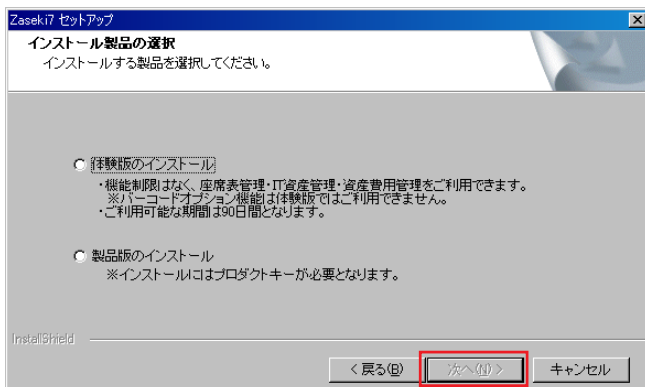 Zaseki7 セットアップ
インストール製品の選択
インストールする製品を選択してください。
体験版のインストール
・機能制限はなく、座席表管理・IT資産管理・資産費用管理をご利用できます。
※バーコードオプション機能は体験版ではご利用できません。
・ご利用可能な期間は90日間となります。
製品版のインストール
※インストールにはプロダクトキーが必要となります。
InstallShield
< 戻る(B)
次へ(N) >
キャンセル